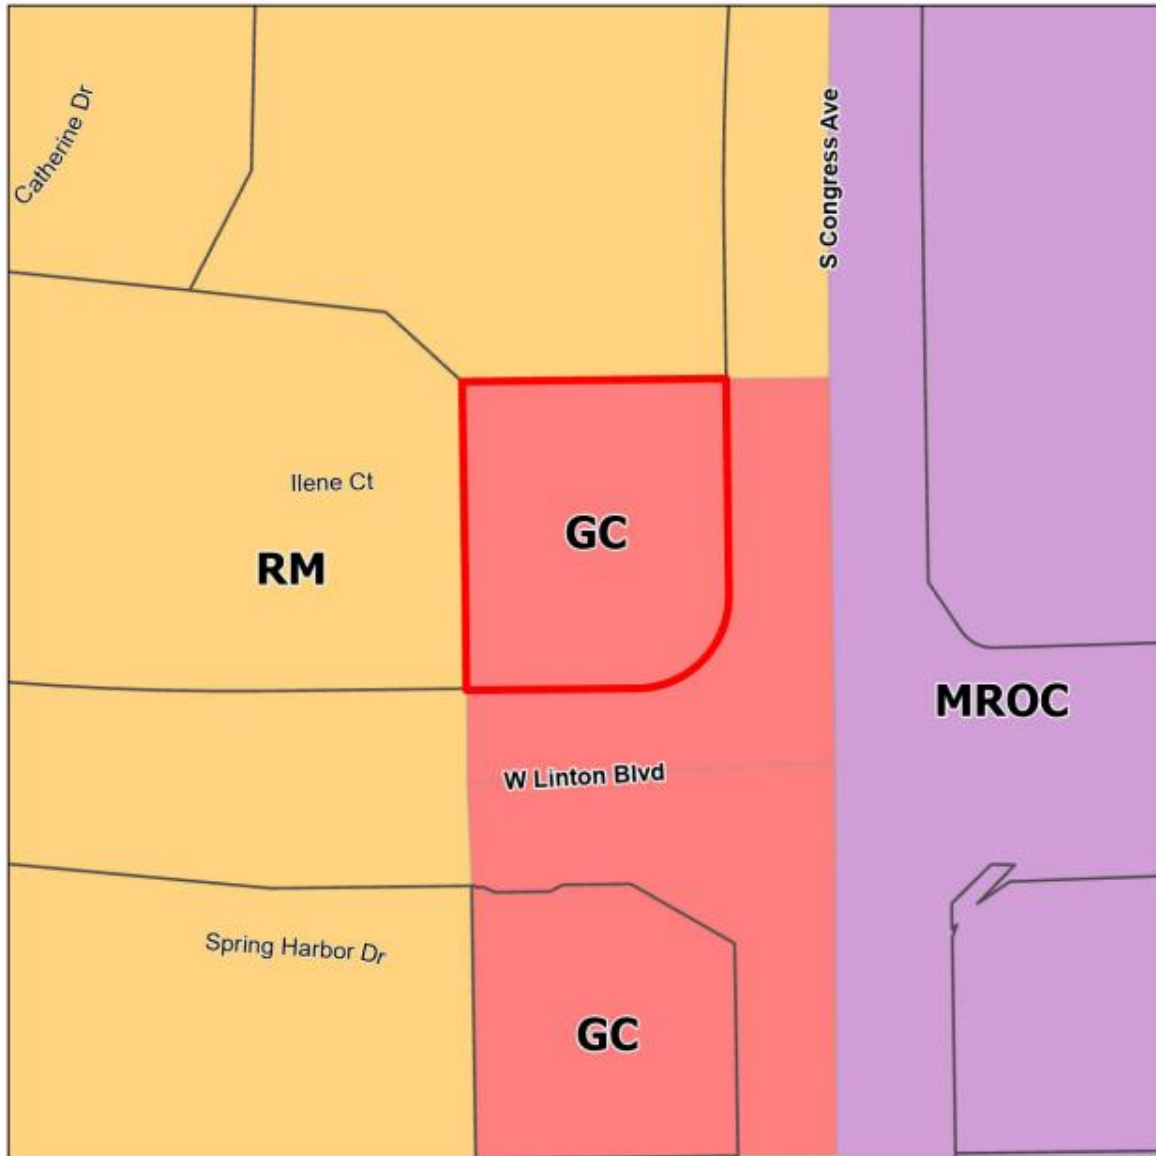 Catherine Dr
S Congress Ave
Ilene Ct
GC
RM
MROC
W Linton Blvd
Spring Harbor Dr
GC